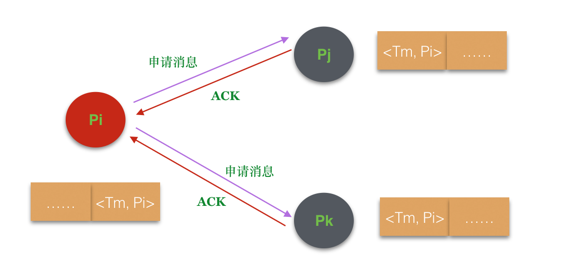 Pj
<Tm, Pi> ……
申请消息
ACK
Pi
申请消息
ACK
…… <Tm, Pi>
Pk
<Tm, Pi> ……